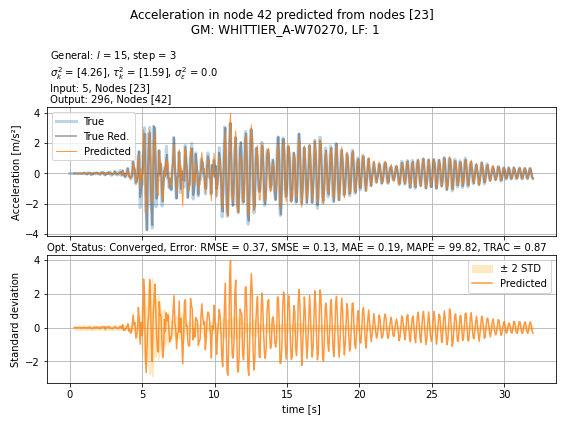 Acceleration in node 42 predicted from nodes [23]
GM: WHITTIER_A-W70270, LF: 1
General: l = 15, step = 3
σ²ₖ = [4.26], τ²ₖ = [1.59], σ²ε = 0.0
Input: 5, Nodes [23]
Output: 296, Nodes [42]
True
True Red.
Predicted
Acceleration [m/s²]
4
2
0
−2
−4
Opt. Status: Converged, Error: RMSE = 0.37, SMSE = 0.13, MAE = 0.19, MAPE = 99.82, TRAC = 0.87
± 2 STD
Predicted
Standard deviation
4
2
0
−2
0 5 10 15 20 25 30
time [s]